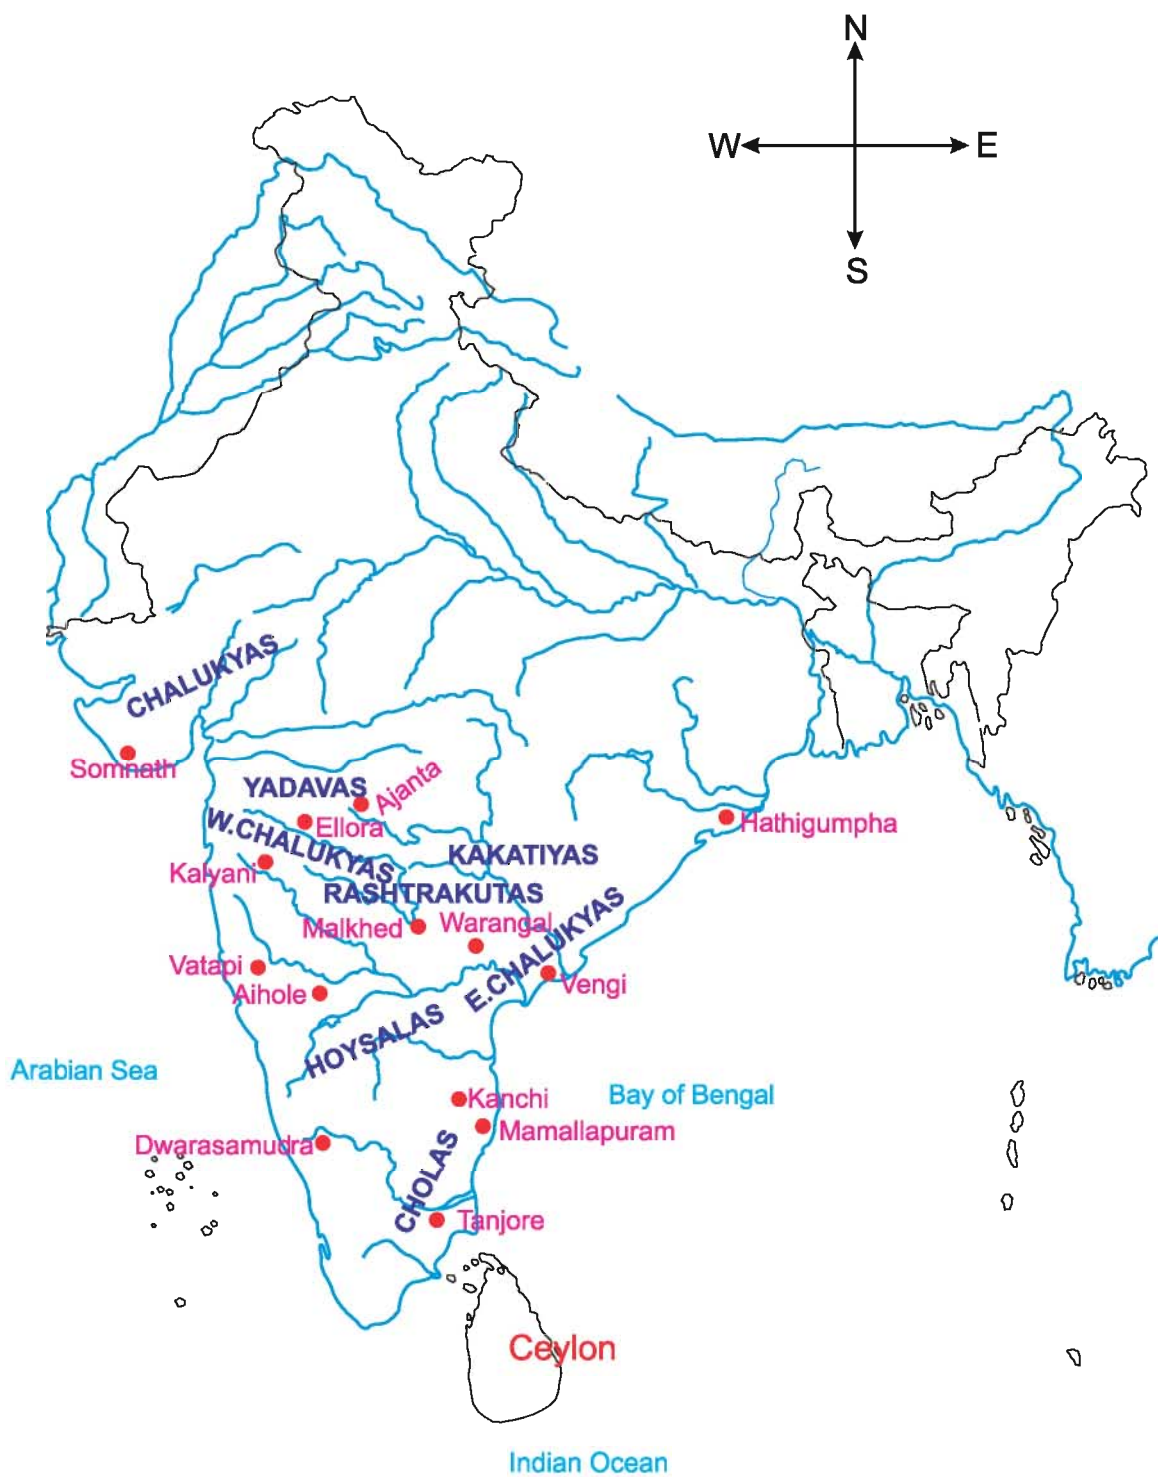 N
W
E
S
CHALUKYAS
Somnath
YADAVAS
Ajanta
Ellora
W.CHALUKYAS
Hathigumpha
KAKATIYAS
Kalyani
RASHTRAKUTAS
Malkhed
Warangal
E.CHALUKYAS
Vatapi
Aihole
Vengi
HOYSALAS
Arabian Sea
Bay of Bengal
Kanchi
Mamallapuram
Dwarasamudra
CHOLAS
Tanjore
Ceylon
Indian Ocean